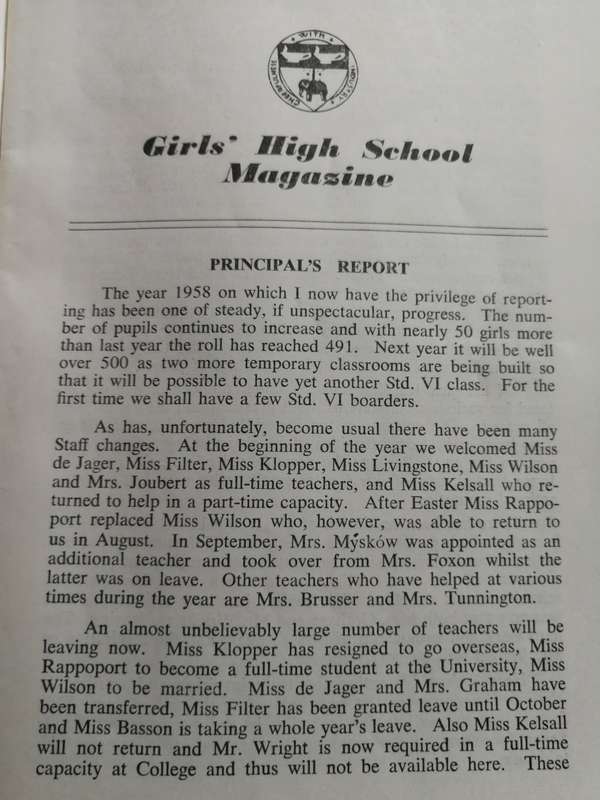 WITH
CHEERFULNESS
INDUSTRY
Girls' High School
Magazine
PRINCIPAL'S REPORT
The year 1958 on which I now have the privilege of report-
ing has been one of steady, if unspectacular, progress. The num-
ber of pupils continues to increase and with nearly 50 girls more
than last year the roll has reached 491. Next year it will be well
over 500 as two more temporary classrooms are being built so
that it will be possible to have yet another Std. VI class. For the
first time we shall have a few Std. VI boarders.
As has, unfortunately, become usual there have been many
Staff changes. At the beginning of the year we welcomed Miss
de Jager, Miss Filter, Miss Klopper, Miss Livingstone, Miss Wilson
and Mrs. Joubert as full-time teachers, and Miss Kelsall who re-
turned to help in a part-time capacity. After Easter Miss Rappo-
port replaced Miss Wilson who, however, was able to return to
us in August. In September, Mrs. Mýsków was appointed as an
additional teacher and took over from Mrs. Foxon whilst the
latter was on leave. Other teachers who have helped at various
times during the year are Mrs. Brusser and Mrs. Tunnington.
An almost unbelievably large number of teachers will be
leaving now. Miss Klopper has resigned to go overseas, Miss
Rappoport to become a full-time student at the University, Miss
Wilson to be married. Miss de Jager and Mrs. Graham have
been transferred, Miss Filter has been granted leave until October
and Miss Basson is taking a whole year's leave. Also Miss Kelsall
will not return and Mr. Wright is now required in a full-time
capacity at College and thus will not be available here. These